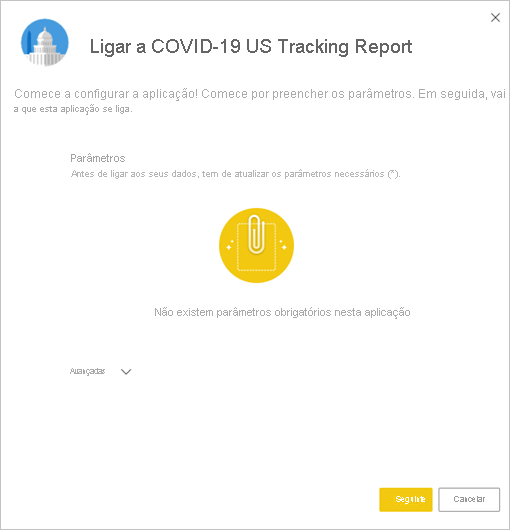 Ligar a COVID-19 US Tracking Report
Comece a configurar a aplicação! Comece por preencher os parâmetros. Em seguida, vai
a que esta aplicação se liga.
Parâmetros
Antes de ligar aos seus dados, tem de atualizar os parâmetros necessários (*).
Não existem parâmetros obrigatórios nesta aplicação
Avançadas
Seguinte
Cancelar